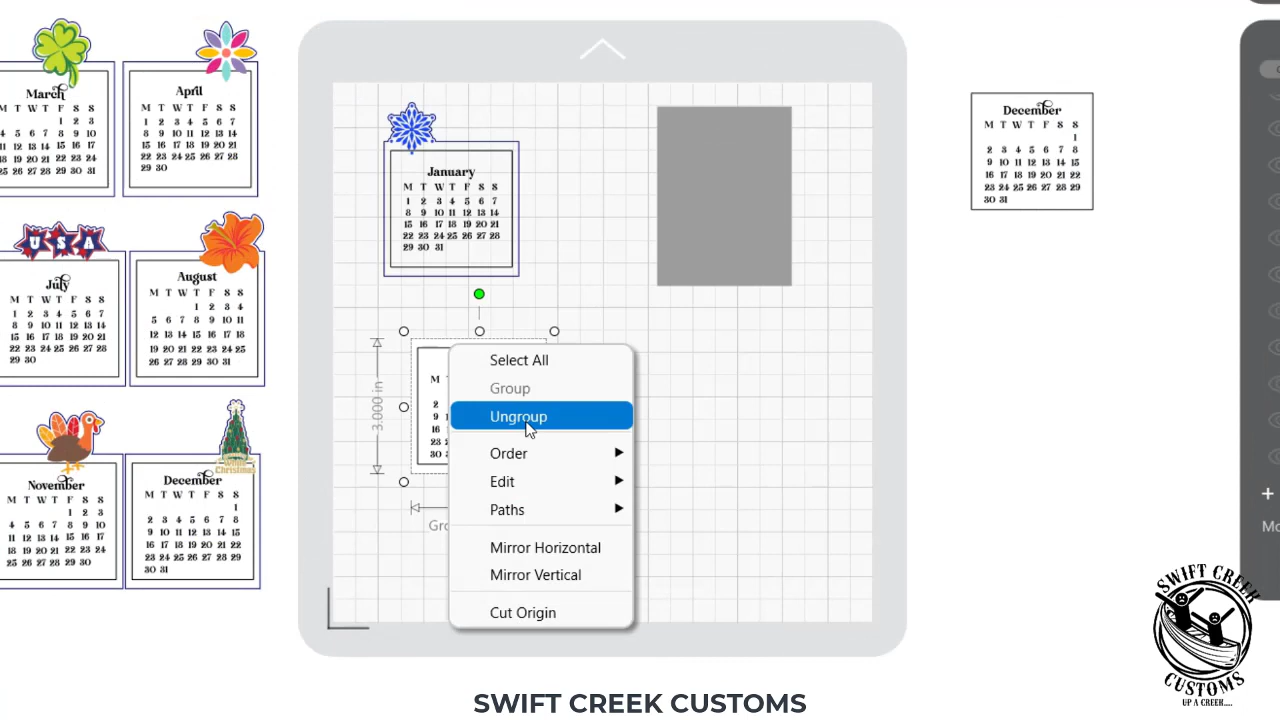 March
M T W T F S S
1 2 3
4 5 6 7 8 9 10
11 12 13 14 15 16 17
18 19 20 21 22 23 24
25 26 27 28 29 30 31
April
M T W T F S S
1 2 3 4 5 6 7
8 9 10 11 12 13 14
15 16 17 18 19 20 21
22 23 24 25 26 27 28
29 30
January
M T W T F S S
1 2 3 4 5 6 7
8 9 10 11 12 13 14
15 16 17 18 19 20 21
22 23 24 25 26 27 28
29 30 31
December
M T W T F S S
1
2 3 4 5 6 7 8
9 10 11 12 13 14 15
16 17 18 19 20 21 22
23 24 25 26 27 28 29
30 31
USA
July
M T W T F S S
1 2 3 4 5 6 7
8 9 10 11 12 13 14
15 16 17 18 19 20 21
22 23 24 25 26 27 28
29 30
August
M T W T F S S
1 2 3 4
5 6 7 8 9 10 11
12 13 14 15 16 17 18
19 20 21 22 23 24 25
26 27 28 29 30 31
3.000 in
M
2
9
16
23
30
Select All
Group
Ungroup
Order
Edit
Paths
Mirror Horizontal
Mirror Vertical
Cut Origin
November
M T W T F S S
1 2 3
4 5 6 7 8 9 10
11 12 13 14 15 16 17
18 19 20 21 22 23 24
25 26 27 28 29 30
White
Christmas
December
M T W T F S S
1
2 3 4 5 6 7 8
9 10 11 12 13 14 15
16 17 18 19 20 21 22
23 24 25 26 27 28 29
30 31
SWIFT CREEK
CUSTOMS
UP A CREEK....
SWIFT CREEK CUSTOMS